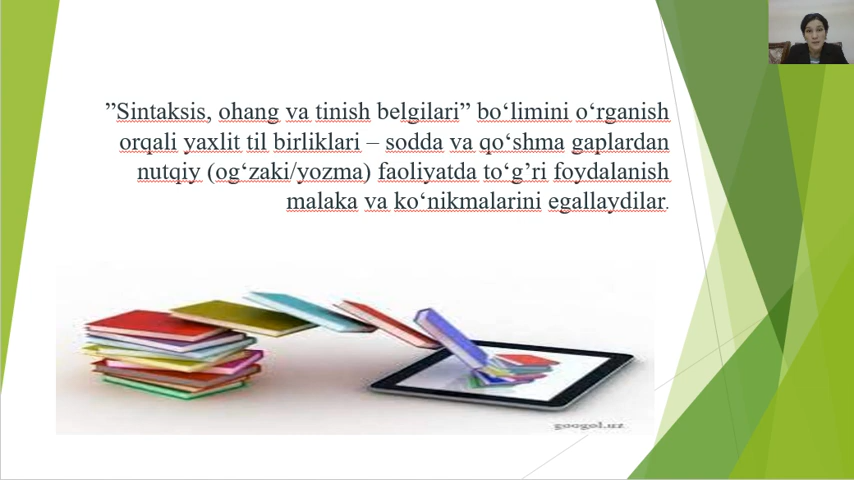 ”Sintaksis, ohang va tinish belgilari” bo‘limini o‘rganish
orqali yaxlit til birliklari – sodda va qo‘shma gaplardan
nutqiy (og‘zaki/yozma) faoliyatda to‘g’ri foydalanish
malaka va ko‘nikmalarini egallaydilar.
googol.uz